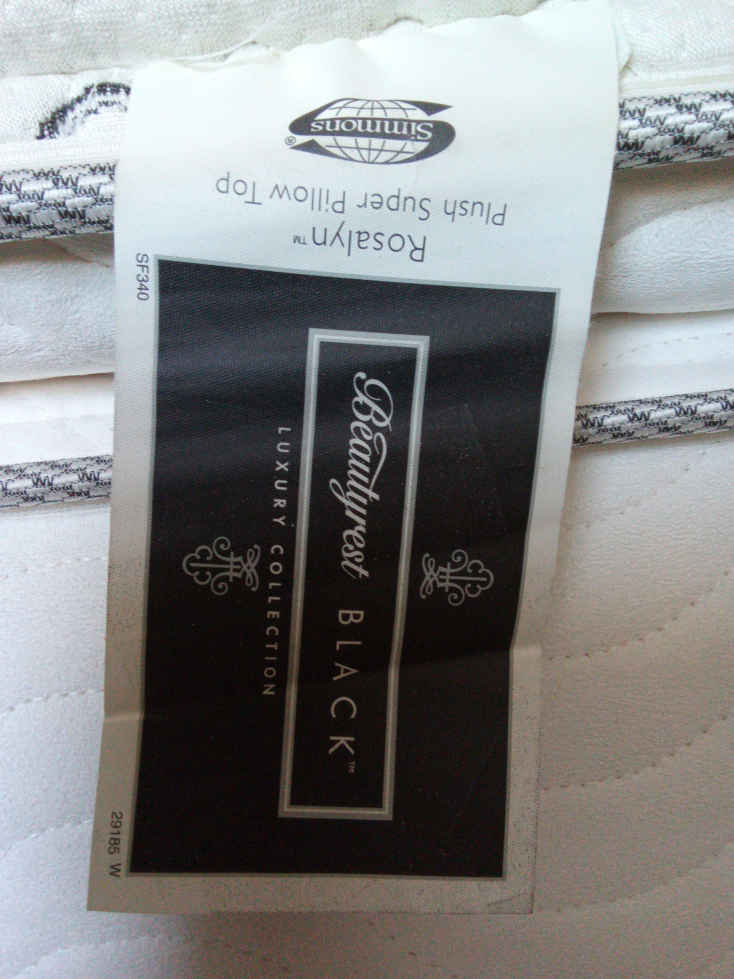 Simmons®
Plush Super Pillow Top
Rosalyn™
SF340
Beautyrest BLACK™
LUXURY COLLECTION
29185 W